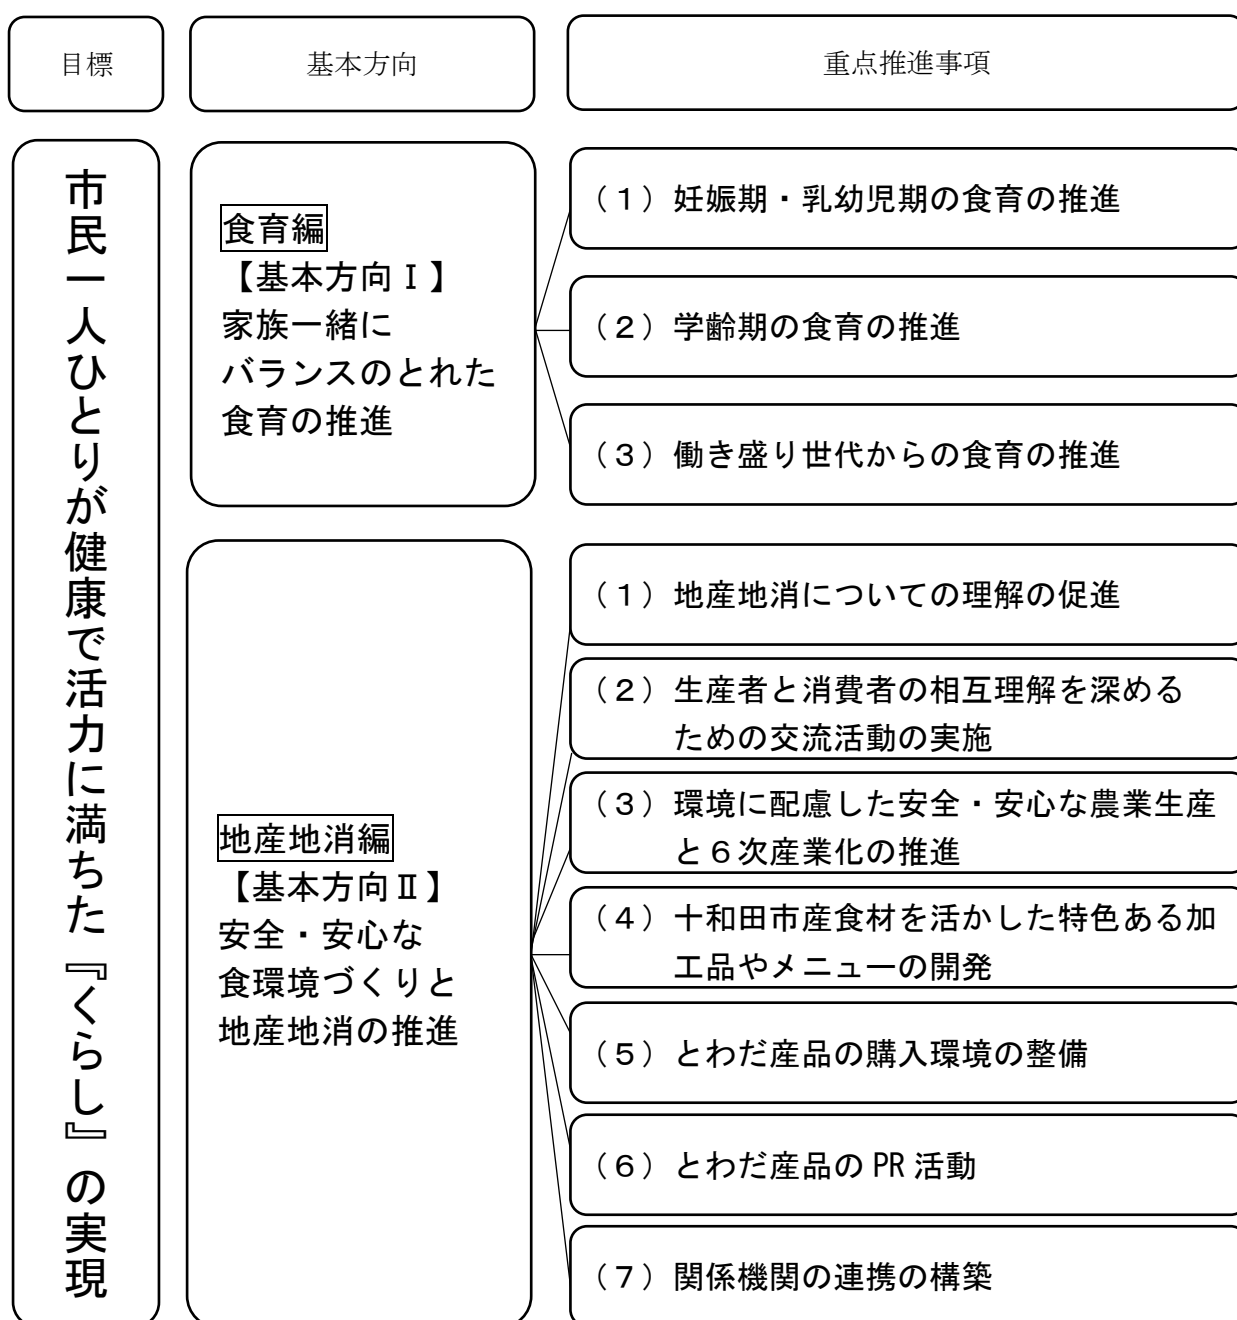 目標
基本方向
重点推進事項
市民一人ひとりが健康で活力に満ちた『くらし』の実現
食育編
【基本方向Ⅰ】
家族一緒に
バランスのとれた
食育の推進
(1)妊娠期・乳幼児期の食育の推進
(2)学齢期の食育の推進
(3)働き盛り世代からの食育の推進
地産地消編
【基本方向Ⅱ】
安全・安心な
食環境づくりと
地産地消の推進
(1)地産地消についての理解の促進
(2)生産者と消費者の相互理解を深める
ための交流活動の実施
(3)環境に配慮した安全・安心な農業生産
と6次産業化の推進
(4)十和田市産食材を活かした特色ある加
工品やメニューの開発
(5)とわだ産品の購入環境の整備
(6)とわだ産品のPR活動
(7)関係機関の連携の構築